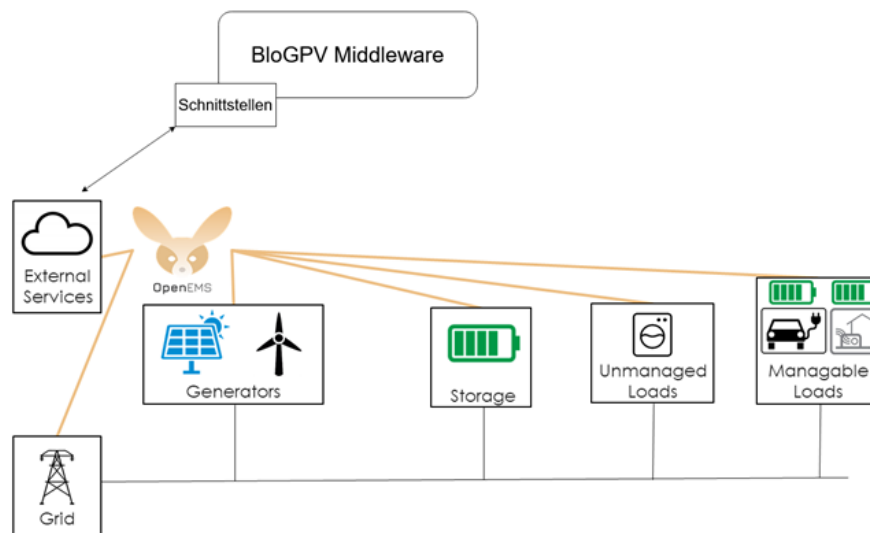 BloGPV Middleware
Schnittstellen
External
Services
OpenEMS
Generators
Storage
Unmanaged
Loads
Managable
Loads
Grid